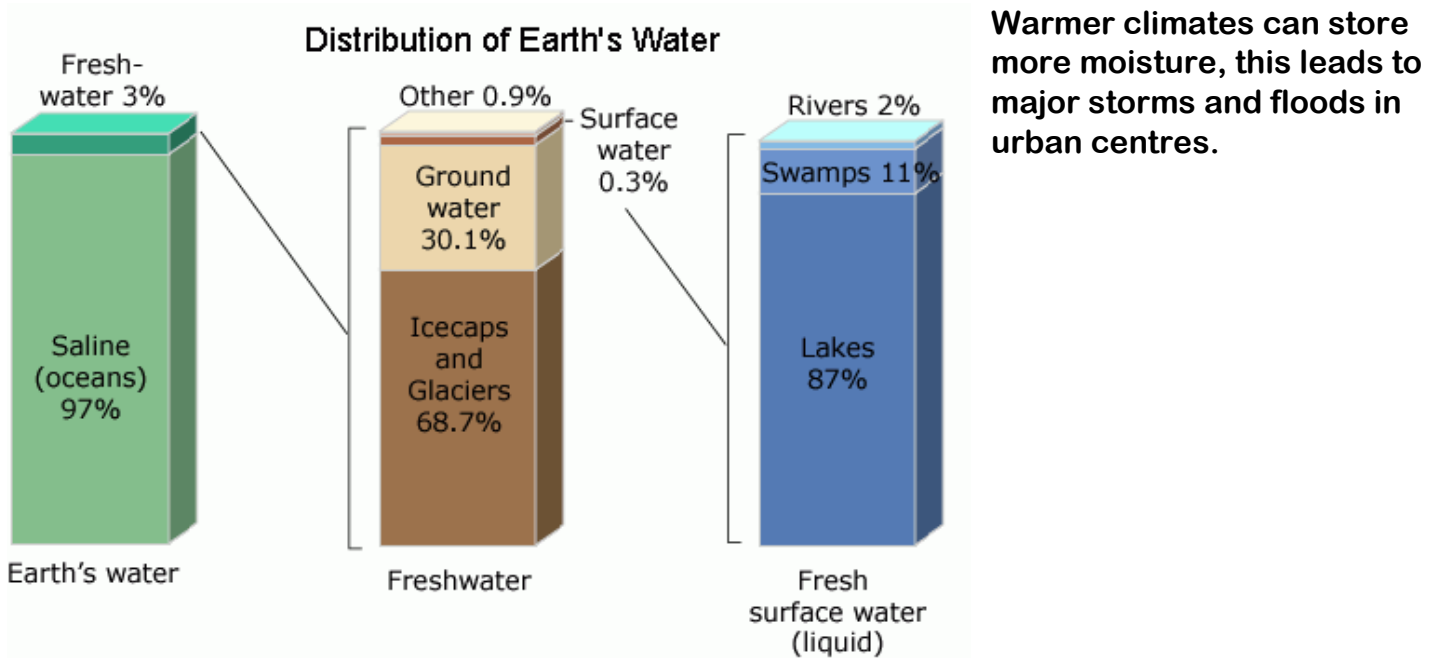 Distribution of Earth's Water
Fresh-
water 3%
Saline
(oceans)
97%
Earth's water
Other 0.9%
Surface
water
0.3%
Ground
water
30.1%
Icecaps
and
Glaciers
68.7%
Freshwater
Rivers 2%
Swamps 11%
Lakes
87%
Fresh
surface water
(liquid)
Warmer climates can store
more moisture, this leads to
major storms and floods in
urban centres.